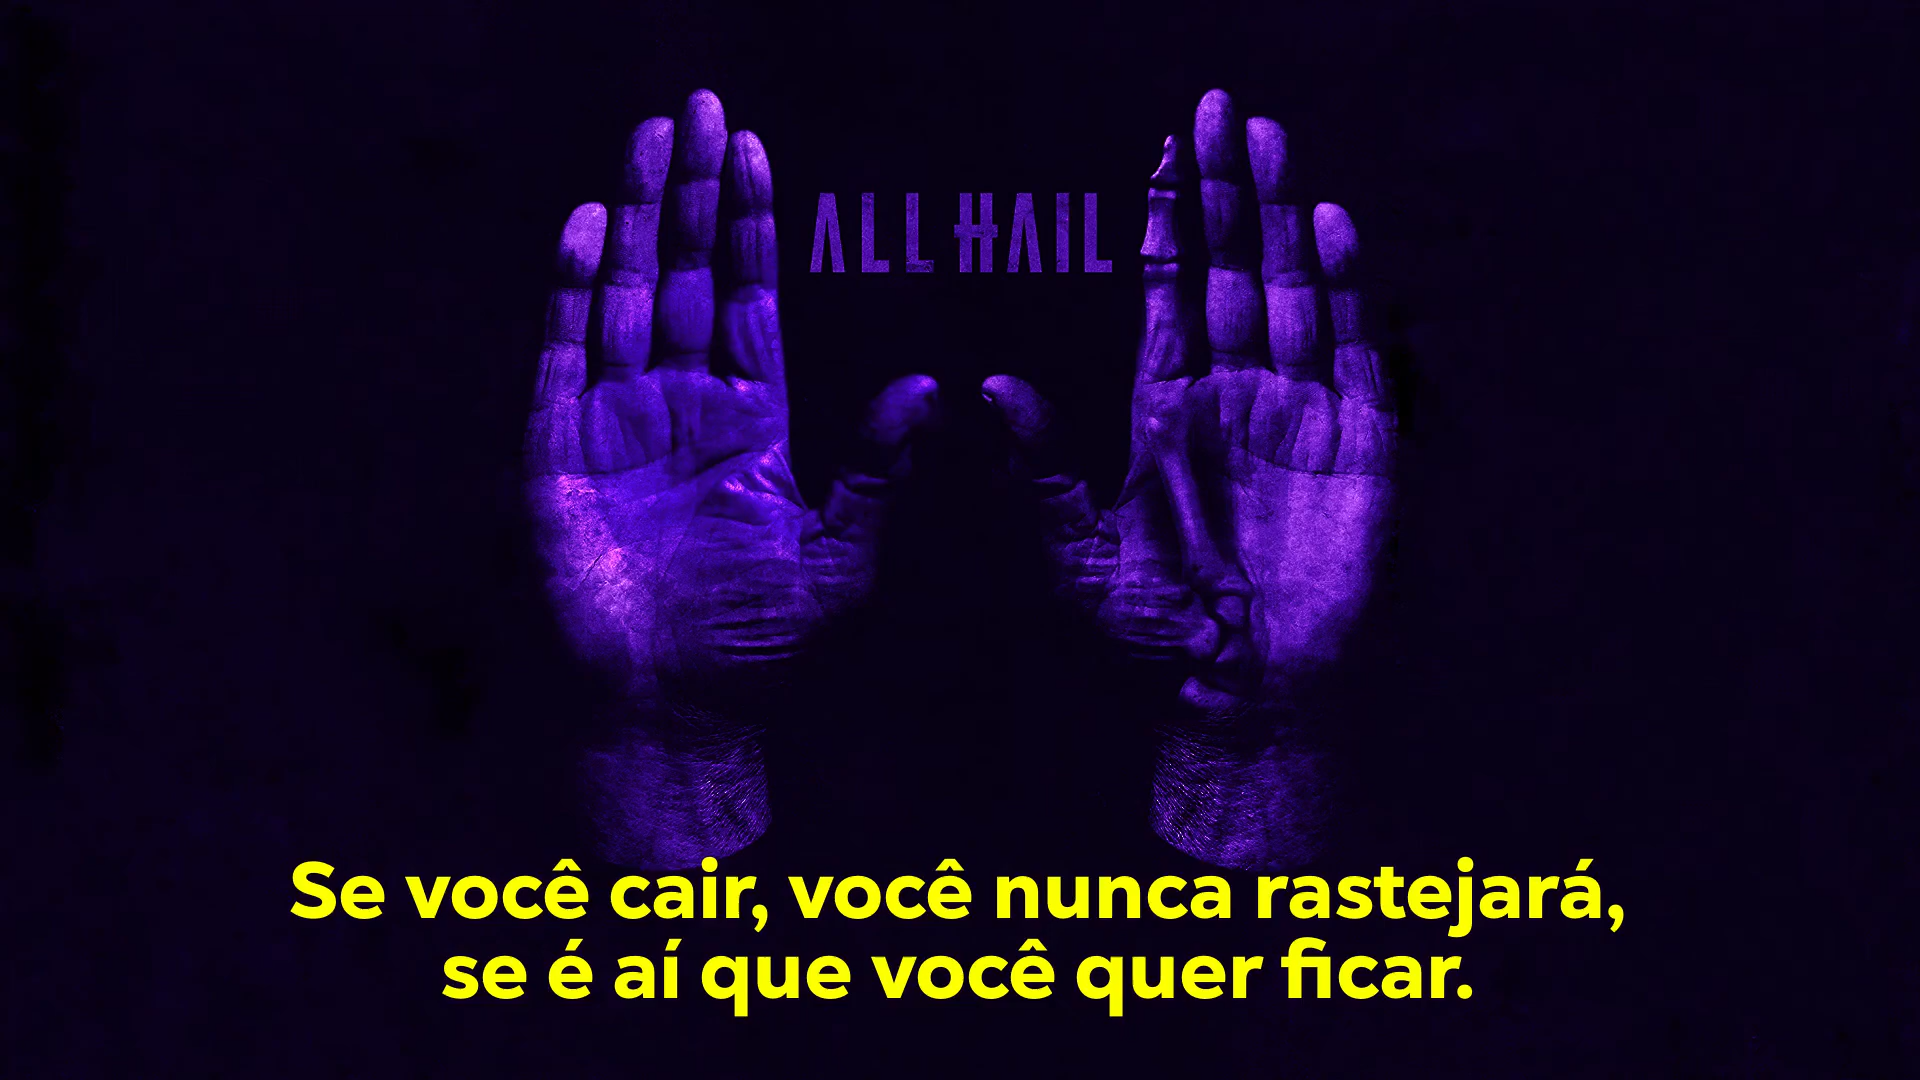 ALL HAIL
Se você cair, você nunca rastejará,
se é aí que você quer ficar.